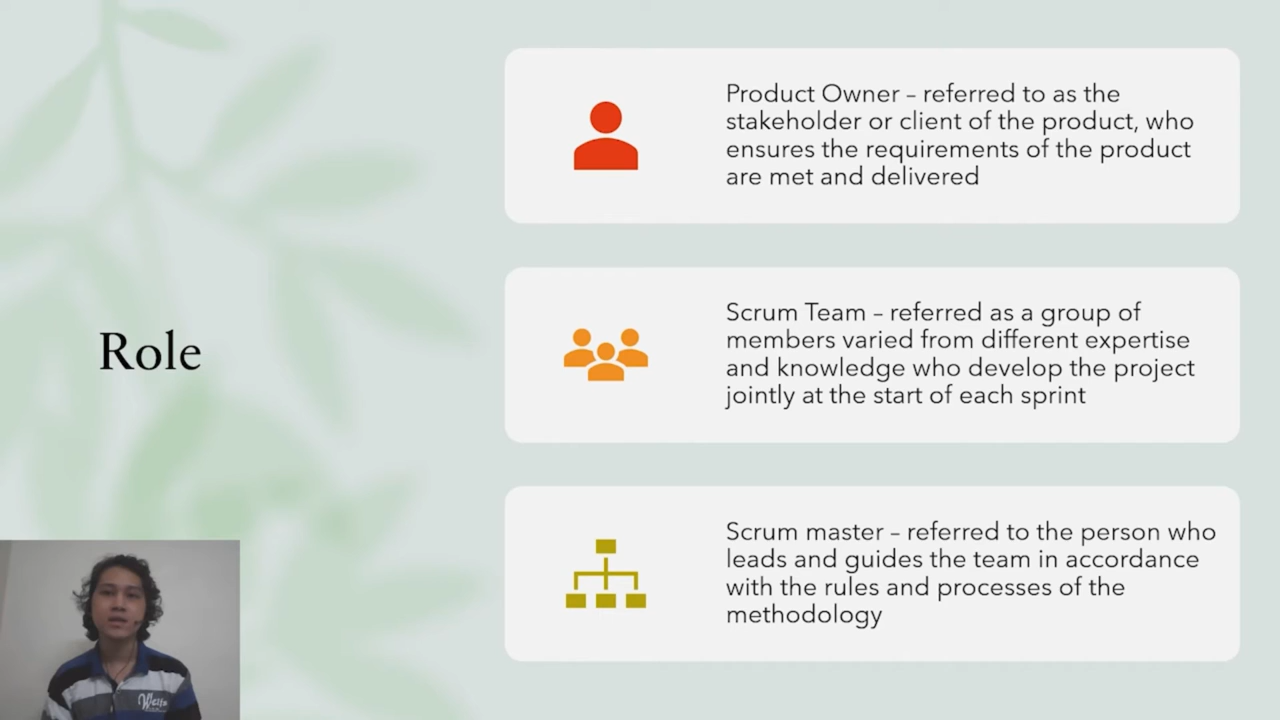 Role
Product Owner – referred to as the
stakeholder or client of the product, who
ensures the requirements of the product
are met and delivered
Scrum Team – referred as a group of
members varied from different expertise
and knowledge who develop the project
jointly at the start of each sprint
Scrum master – referred to the person who
leads and guides the team in accordance
with the rules and processes of the
methodology